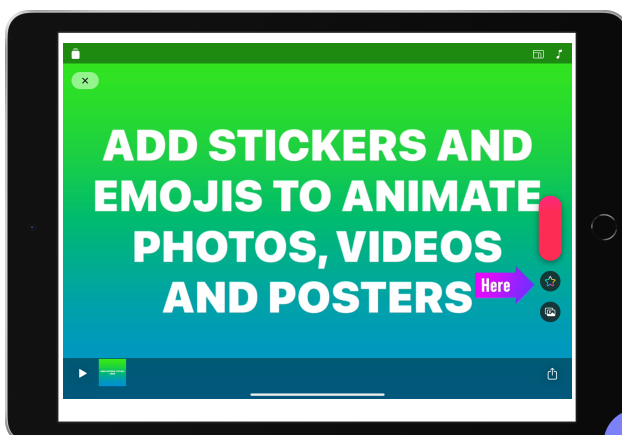 ADD STICKERS AND
EMOJIS TO ANIMATE
PHOTOS, VIDEOS
AND POSTERS
Here